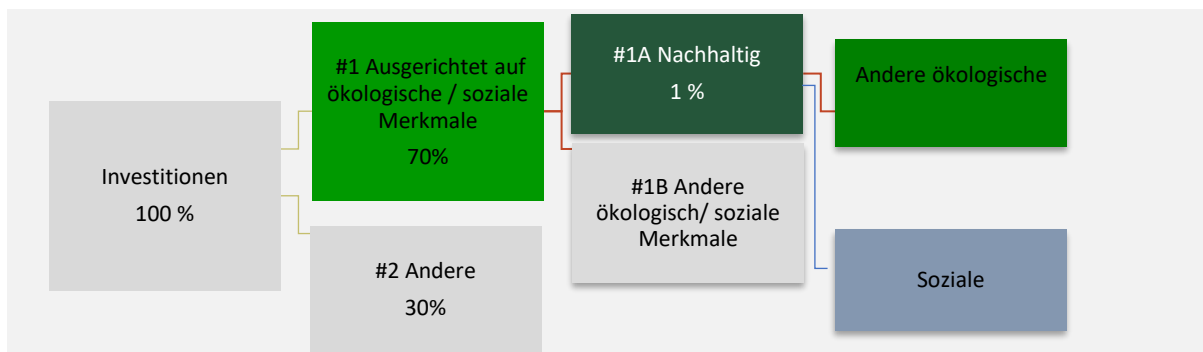 Investitionen
100 %
#1 Ausgerichtet auf
ökologische / soziale
Merkmale
70%
#2 Andere
30%
#1A Nachhaltig
1 %
#1B Andere
ökologisch/ soziale
Merkmale
Andere ökologische
Soziale